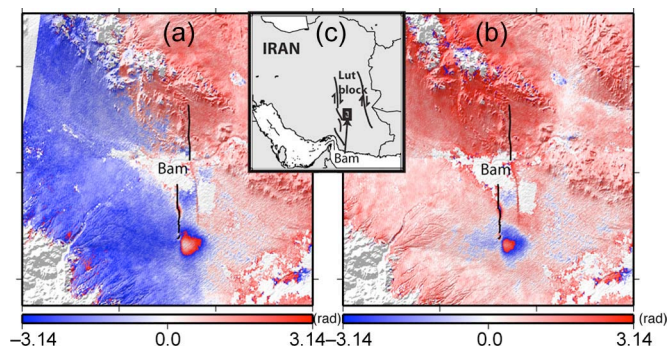 (a)
(c)
(b)
IRAN
Lut
block
Bam
Bam
Bam
(rad)
(rad)
−3.14
0.0
3.14
−3.14
0.0
3.14